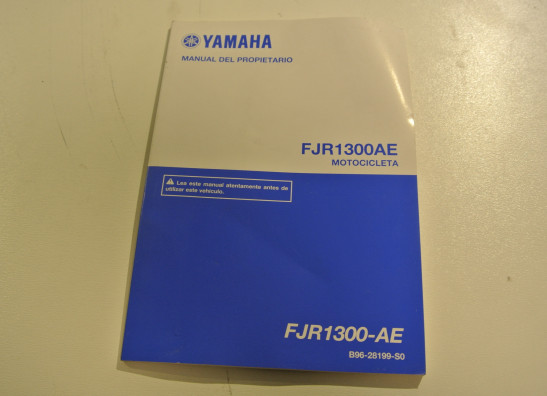 YAMAHA
MANUAL DEL PROPIETARIO
FJR1300AE
MOTOCICLETA
Lea este manual atentamente antes de
utilizar este vehículo.
FJR1300-AE
B96-28199-S0